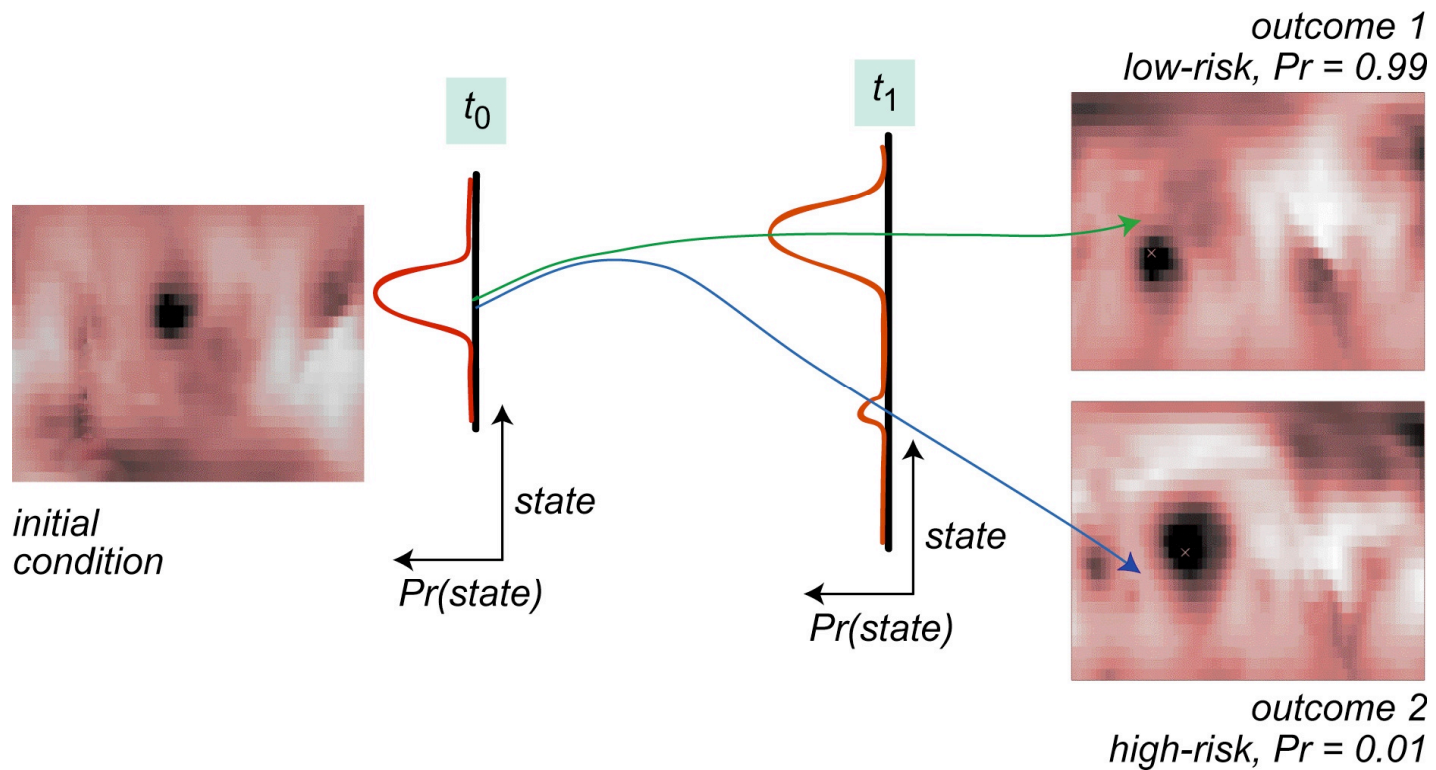 initial
condition
t0
state
Pr(state)
t1
state
Pr(state)
outcome 1
low-risk, Pr = 0.99
outcome 2
high-risk, Pr = 0.01